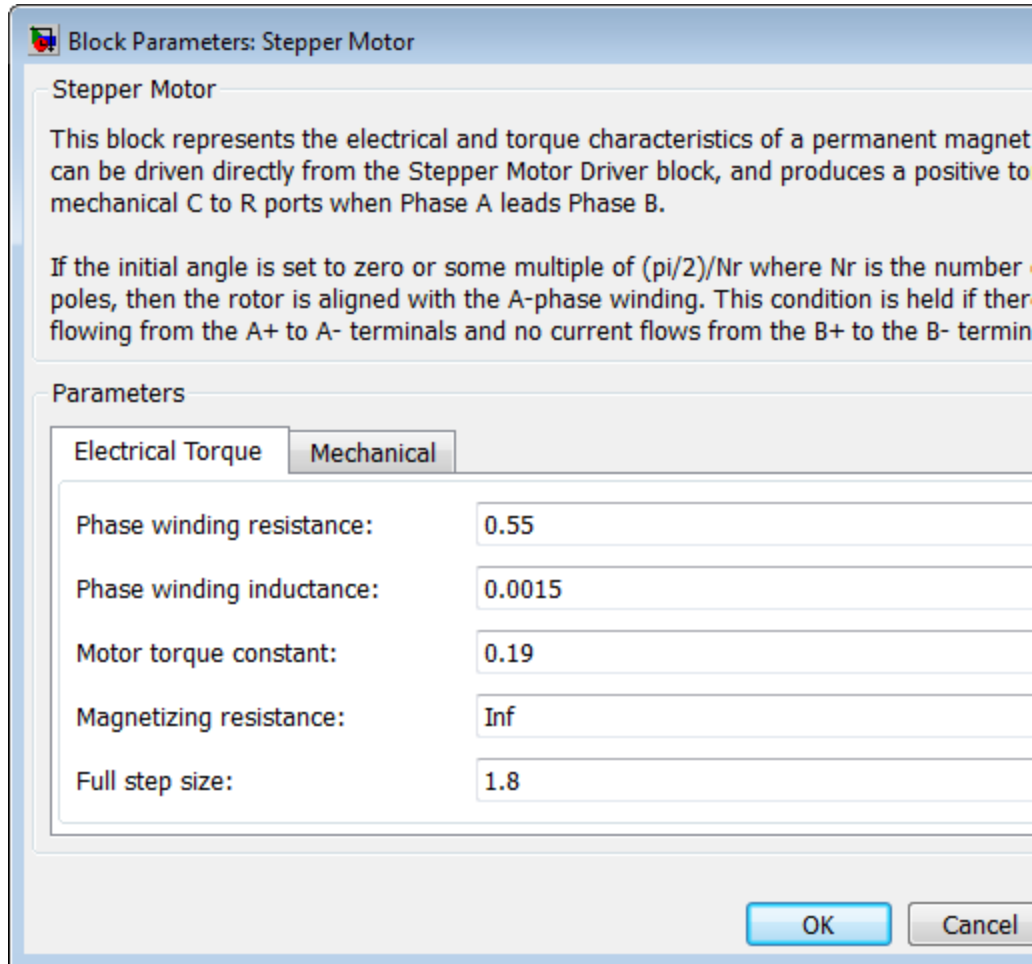 Block Parameters: Stepper Motor
Stepper Motor
This block represents the electrical and torque characteristics of a permanent magnet
can be driven directly from the Stepper Motor Driver block, and produces a positive to
mechanical C to R ports when Phase A leads Phase B.
If the initial angle is set to zero or some multiple of (pi/2)/Nr where Nr is the number
poles, then the rotor is aligned with the A-phase winding. This condition is held if ther
flowing from the A+ to A- terminals and no current flows from the B+ to the B- termin
Parameters
Electrical Torque Mechanical
Phase winding resistance: 0.55
Phase winding inductance: 0.0015
Motor torque constant: 0.19
Magnetizing resistance: Inf
Full step size: 1.8
OK Cancel